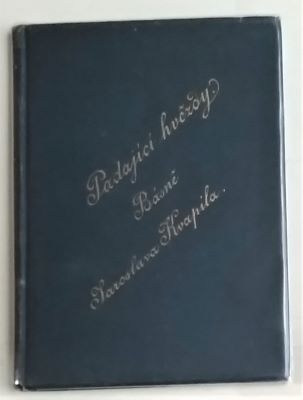 Padající hvězdy.
Básně
Jaroslava Kvapila.